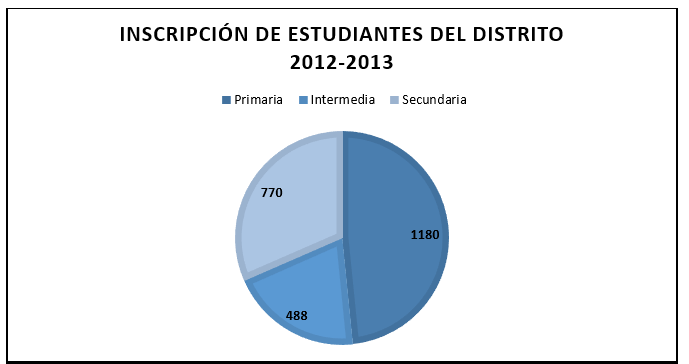 INSCRIPCIÓN DE ESTUDIANTES DEL DISTRITO
2012-2013
Primaria Intermedia Secundaria
770
1180
488